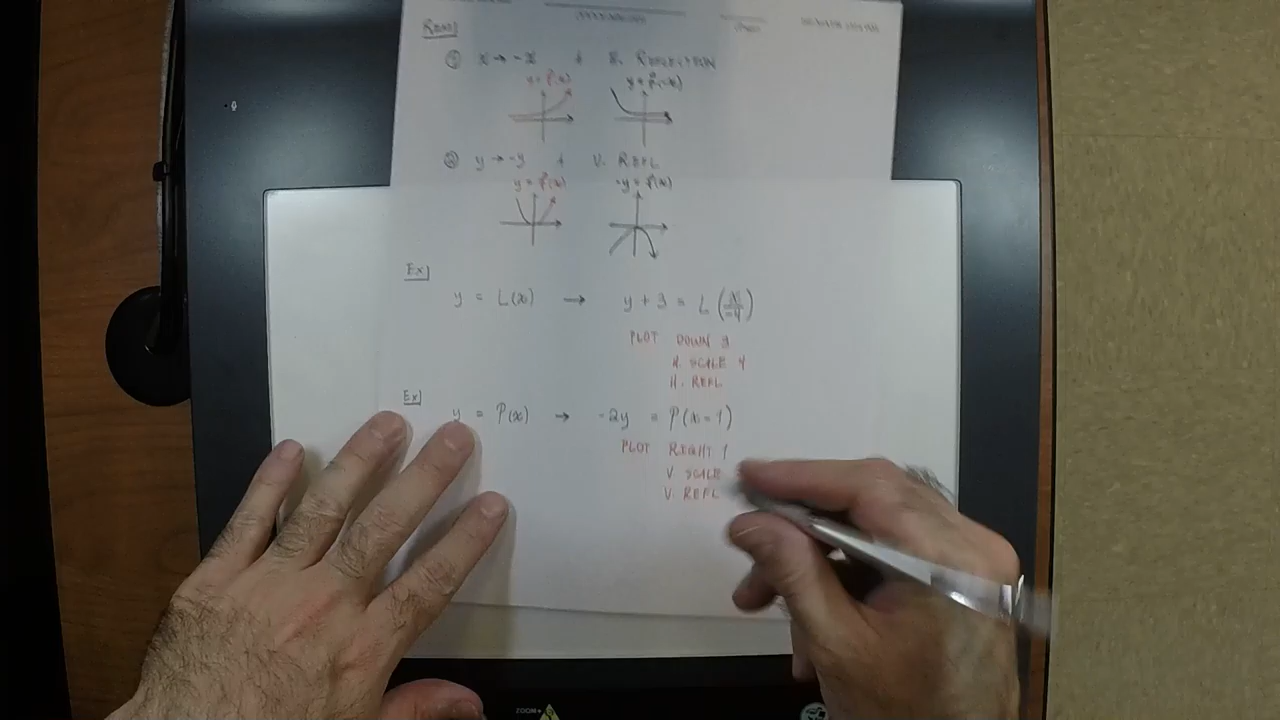 ① x → -x & H. REFLECTION
y = f(x) y = f(-x)
② y → -y & V. REFL
y = f(x) -y = f(x)
Ex
y = L(x) → y + 3 = L(x/-4)
PLOT DOWN 3
H. SCALE 4
H. REFL
Ex
y = P(x) → -2y = P(x-1)
PLOT RIGHT 1
V SCALE
V. REFL
ZOOM